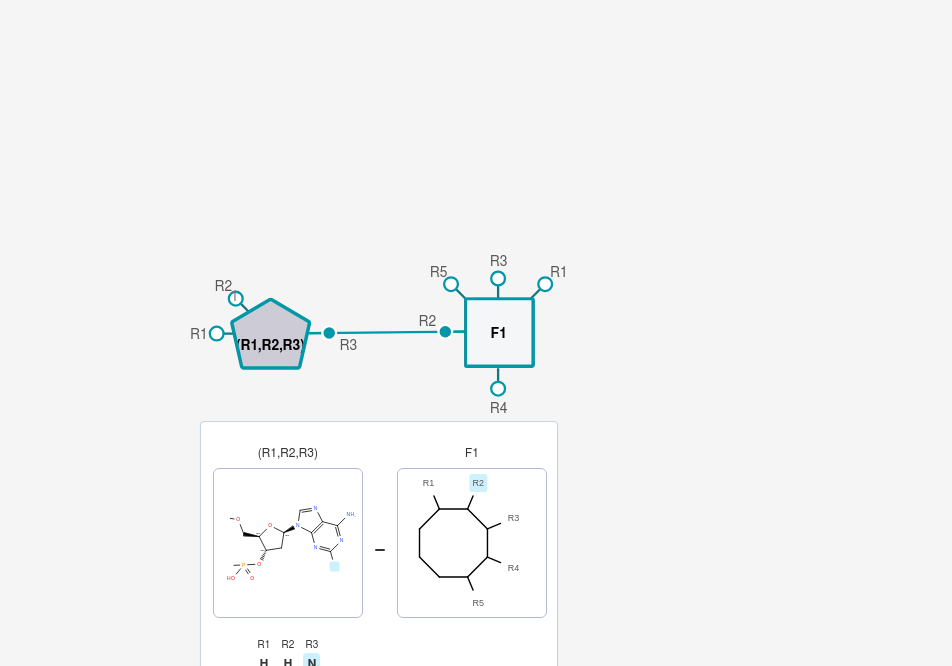 R5 R3 R1
R2
R1 (R1,R2,R3) R3 R2 F1
R4
(R1,R2,R3) F1
R1 R2
R3
R4
R5
O O N N N NH₂ N N
O P O HO O
–
R1 R2 R3
H H N